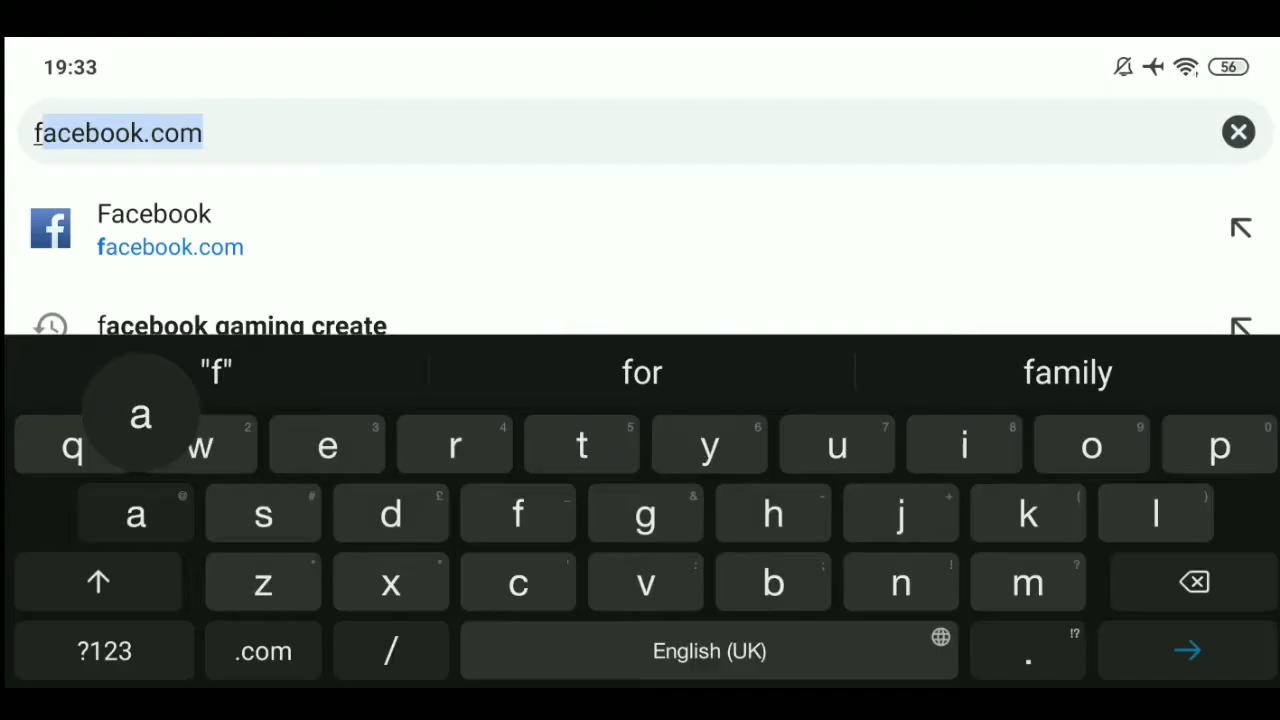 19:33
56
facebook.com
Facebook
facebook.com
facebook gaming create
"f" for family
a
q w 2 e 3 r 4 t 5 y 6 u 7 i 8 o 9 p 0
a @ s # d £ f _ g & h - j + k ( l )
z * x " c ' v : b ; n ! m ?
?123 .com / English (UK) . !?